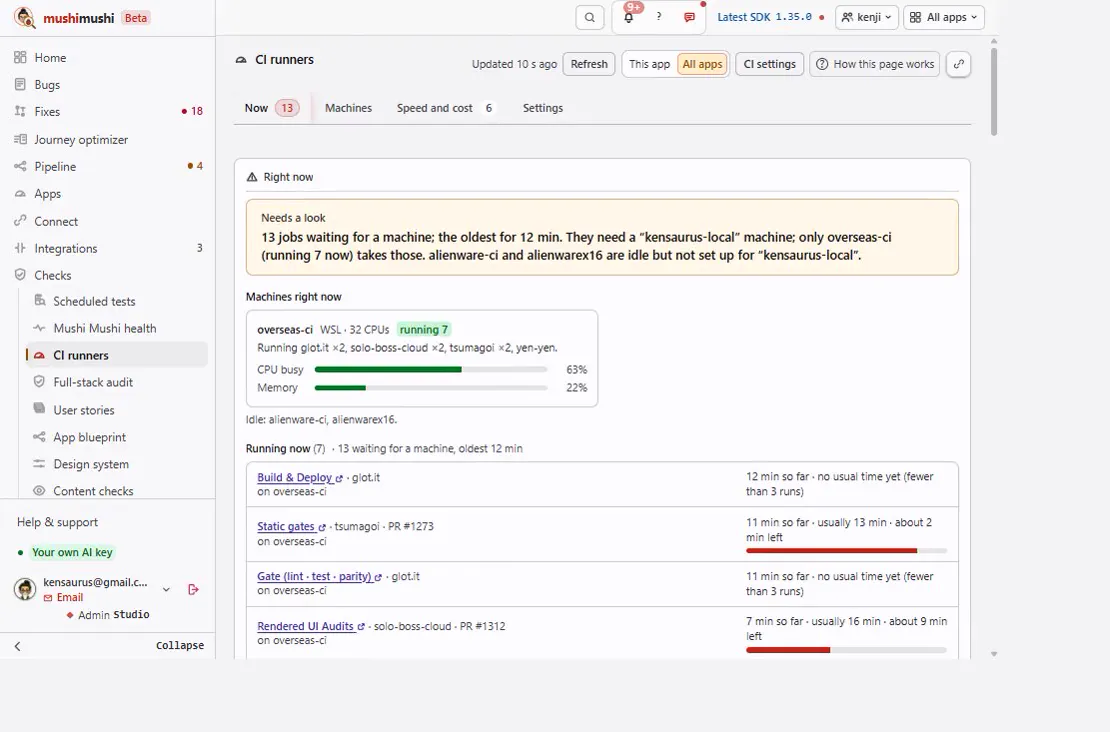 mushimushi Beta
9+
?
Latest SDK 1.35.0
kenji
All apps
Home
Bugs
Fixes 18
Journey optimizer
Pipeline 4
Apps
Connect
Integrations 3
Checks
Scheduled tests
Mushi Mushi health
CI runners
Full-stack audit
User stories
App blueprint
Design system
Content checks
Help & support
Your own AI key
kensaurus@gmail.c...
Email
Admin Studio
Collapse
CI runners
Updated 10 s ago
Refresh
This app
All apps
CI settings
How this page works
Now 13
Machines
Speed and cost 6
Settings
Right now
Needs a look
13 jobs waiting for a machine; the oldest for 12 min. They need a “kensaurus-local” machine; only overseas-ci
(running 7 now) takes those. alienware-ci and alienwarex16 are idle but not set up for “kensaurus-local”.
Machines right now
overseas-ci WSL · 32 CPUs running 7
Running glot.it ×2, solo-boss-cloud ×2, tsumagoi ×2, yen-yen.
CPU busy 63%
Memory 22%
Idle: alienware-ci, alienwarex16.
Running now (7) · 13 waiting for a machine, oldest 12 min
Build & Deploy · glot.it
on overseas-ci
12 min so far · no usual time yet (fewer
than 3 runs)
Static gates · tsumagoi · PR #1273
on overseas-ci
11 min so far · usually 13 min · about 2
min left
Gate (lint · test · parity) · glot.it
on overseas-ci
11 min so far · no usual time yet (fewer
than 3 runs)
Rendered UI Audits · solo-boss-cloud · PR #1312
on overseas-ci
7 min so far · usually 16 min · about 9 min
left